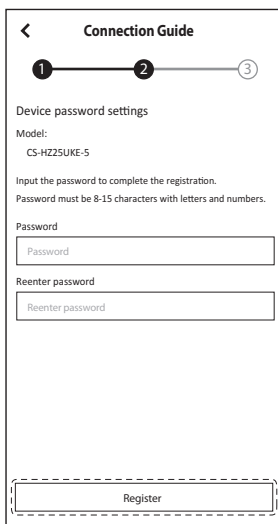 Connection Guide
1 2 3
Device password settings
Model:
CS-HZ25UKE-5
Input the password to complete the registration.
Password must be 8-15 characters with letters and numbers.
Password
Password
Reenter password
Reenter password
Register